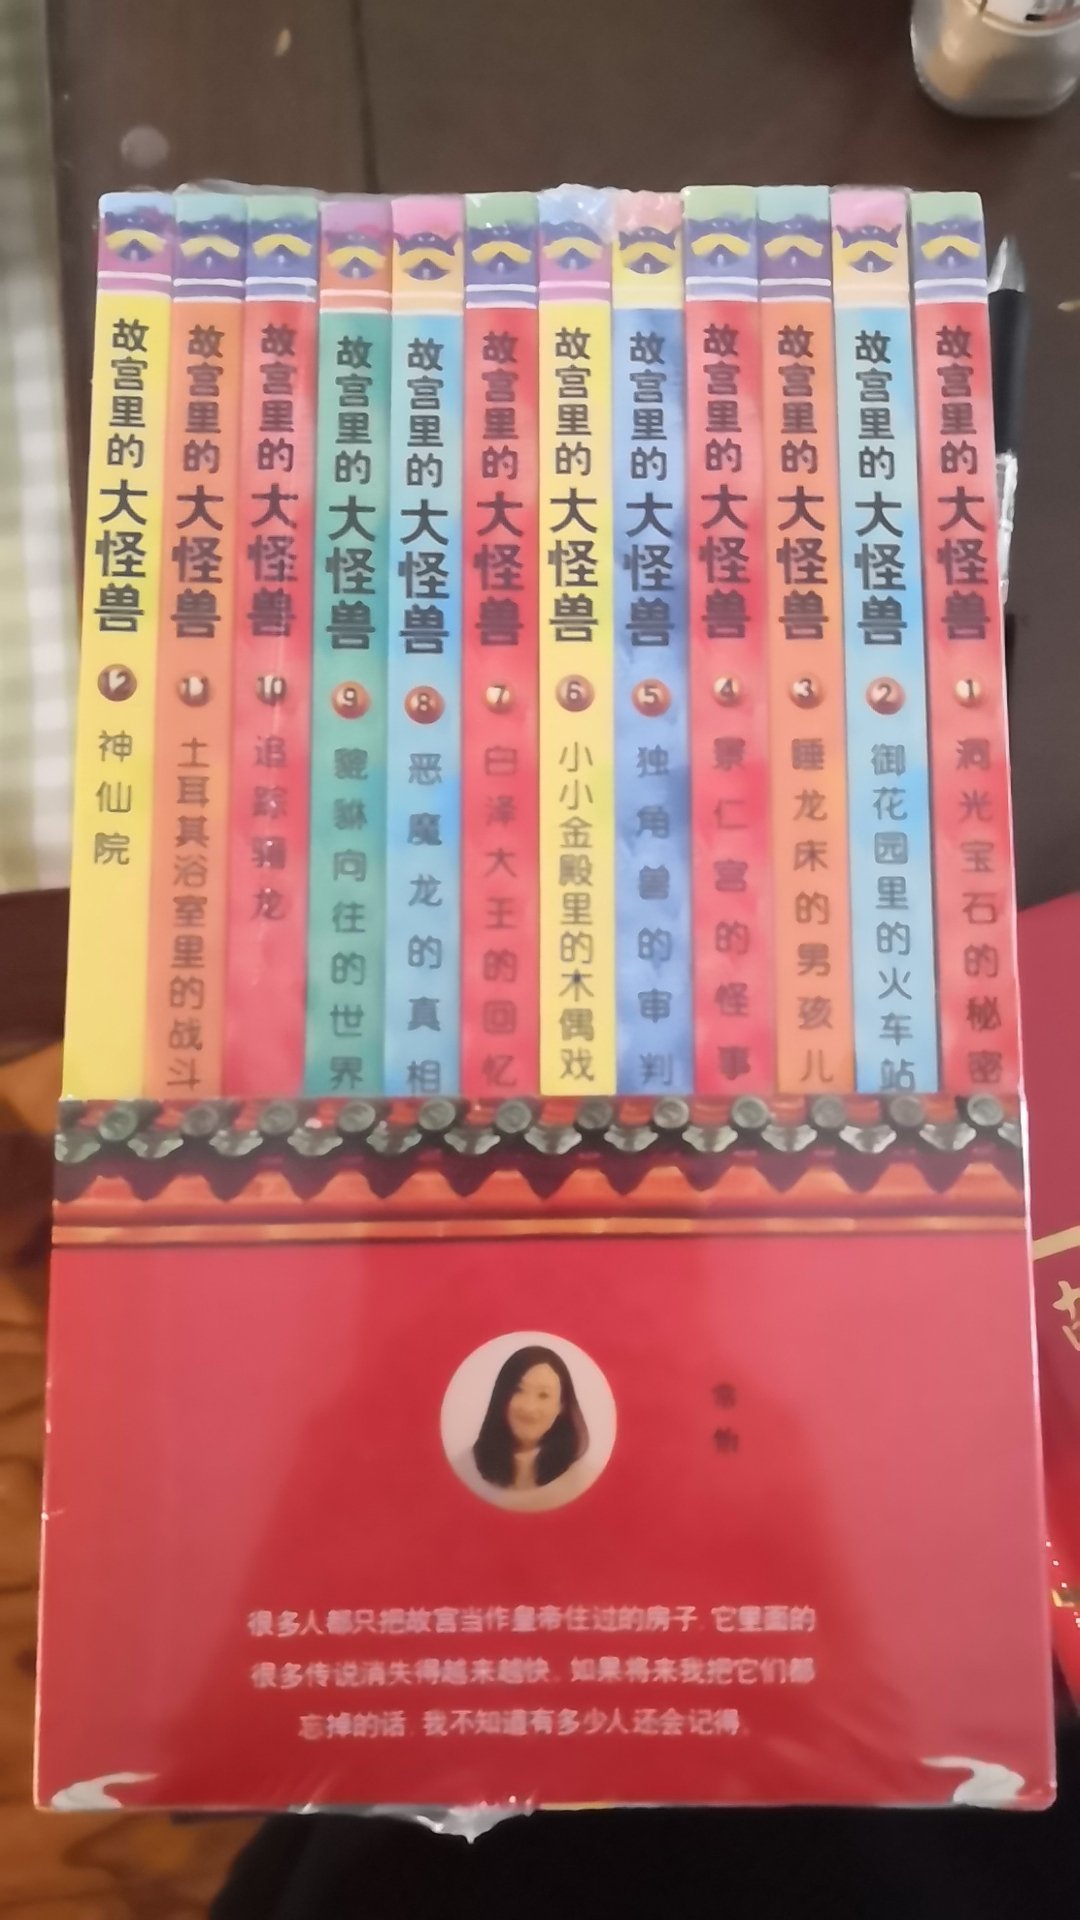 故宫里的大怪兽 12 神仙院
故宫里的大怪兽 11 土耳其浴室里的战斗
故宫里的大怪兽 10 追踪骊龙
故宫里的大怪兽 9 貔貅向往的世界
故宫里的大怪兽 8 恶魔龙的真相
故宫里的大怪兽 7 白泽大王的回忆
故宫里的大怪兽 6 小小金殿里的木偶戏
故宫里的大怪兽 5 独角兽的审判
故宫里的大怪兽 4 景仁宫的怪事
故宫里的大怪兽 3 睡龙床的男孩儿
故宫里的大怪兽 2 御花园里的火车站
故宫里的大怪兽 1 洞光宝石的秘密
常怡
很多人都只把故宫当作皇帝住过的房子，它里面的
很多传说消失得越来越快。如果将来我把它们都
忘掉的话，我不知道有多少人还会记得。